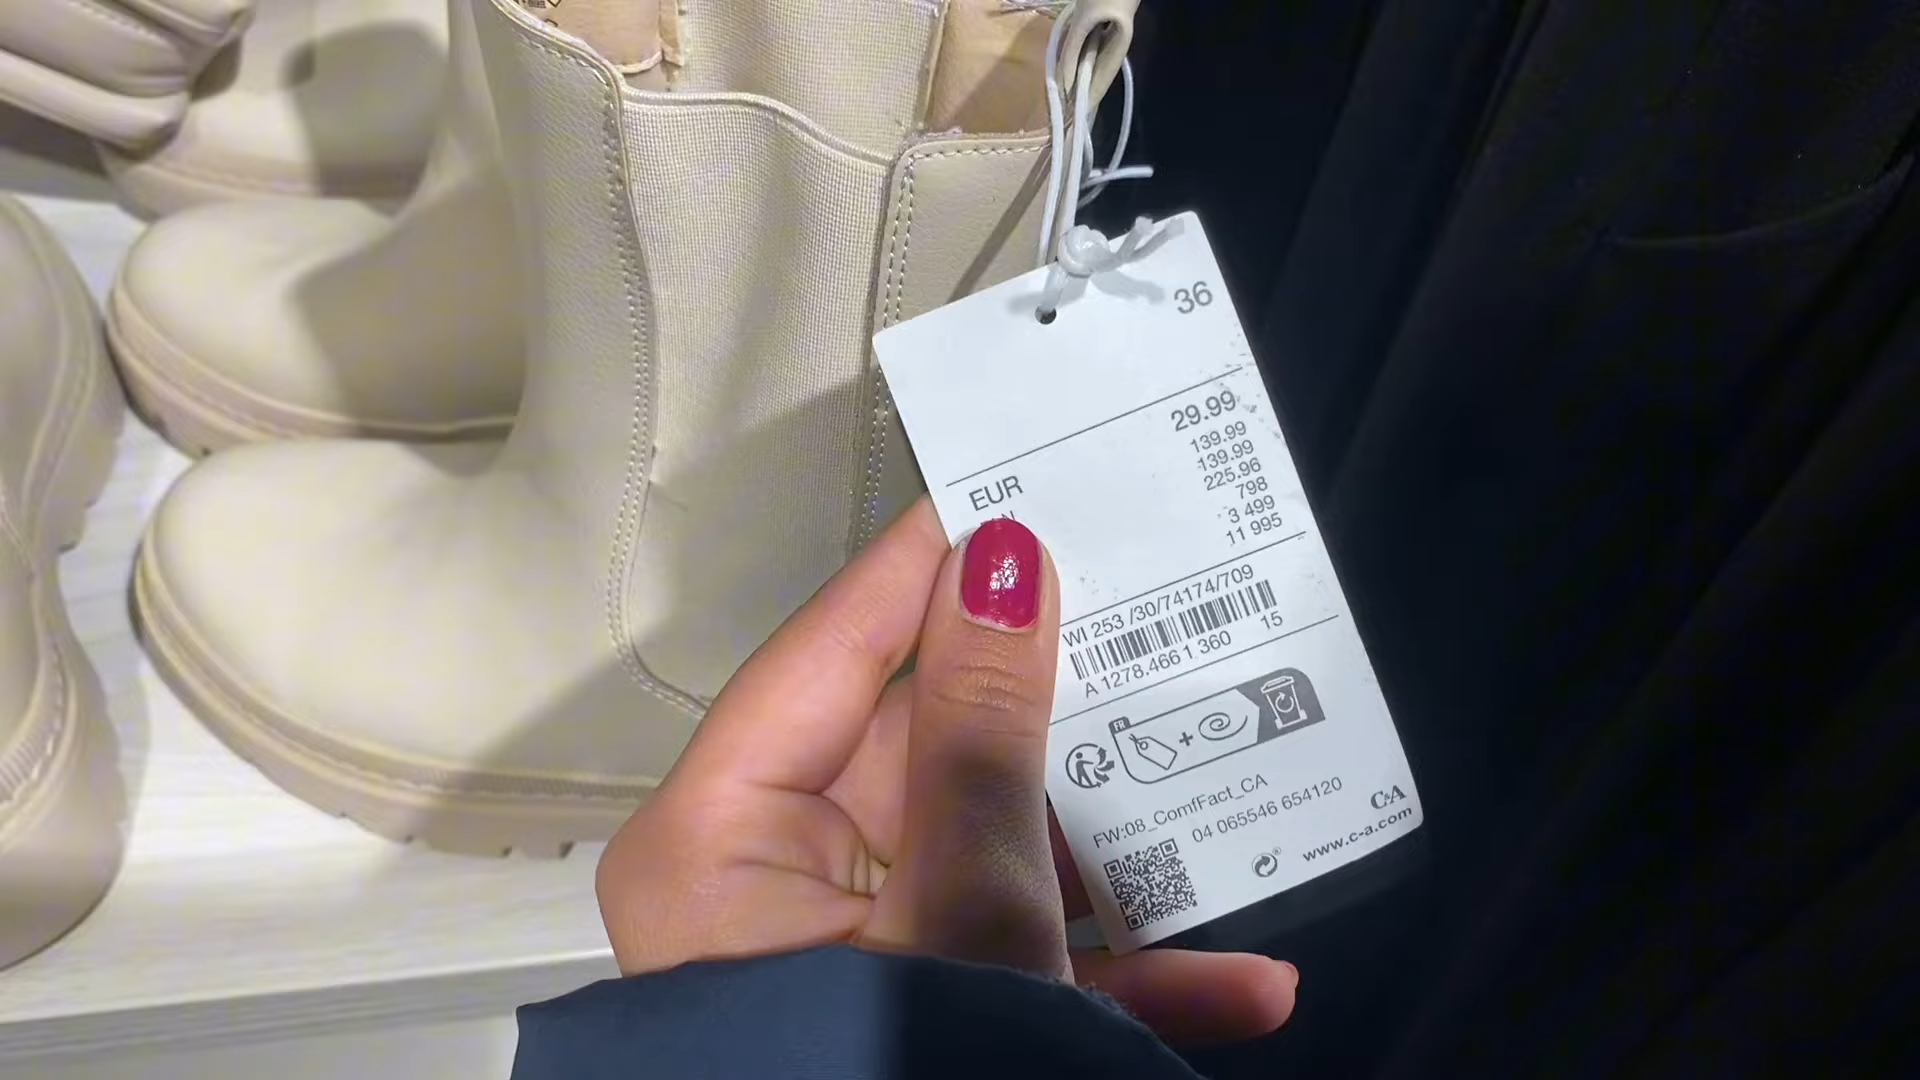 36
29.99
139.99
139.99
225.96
EUR
798
3 499
11 995
WI 253 /30/74174/709
A 1278.466 1 360 15
FR
FW:08_ComfFact_CA
04 065546 654120
C&A
www.c-a.com